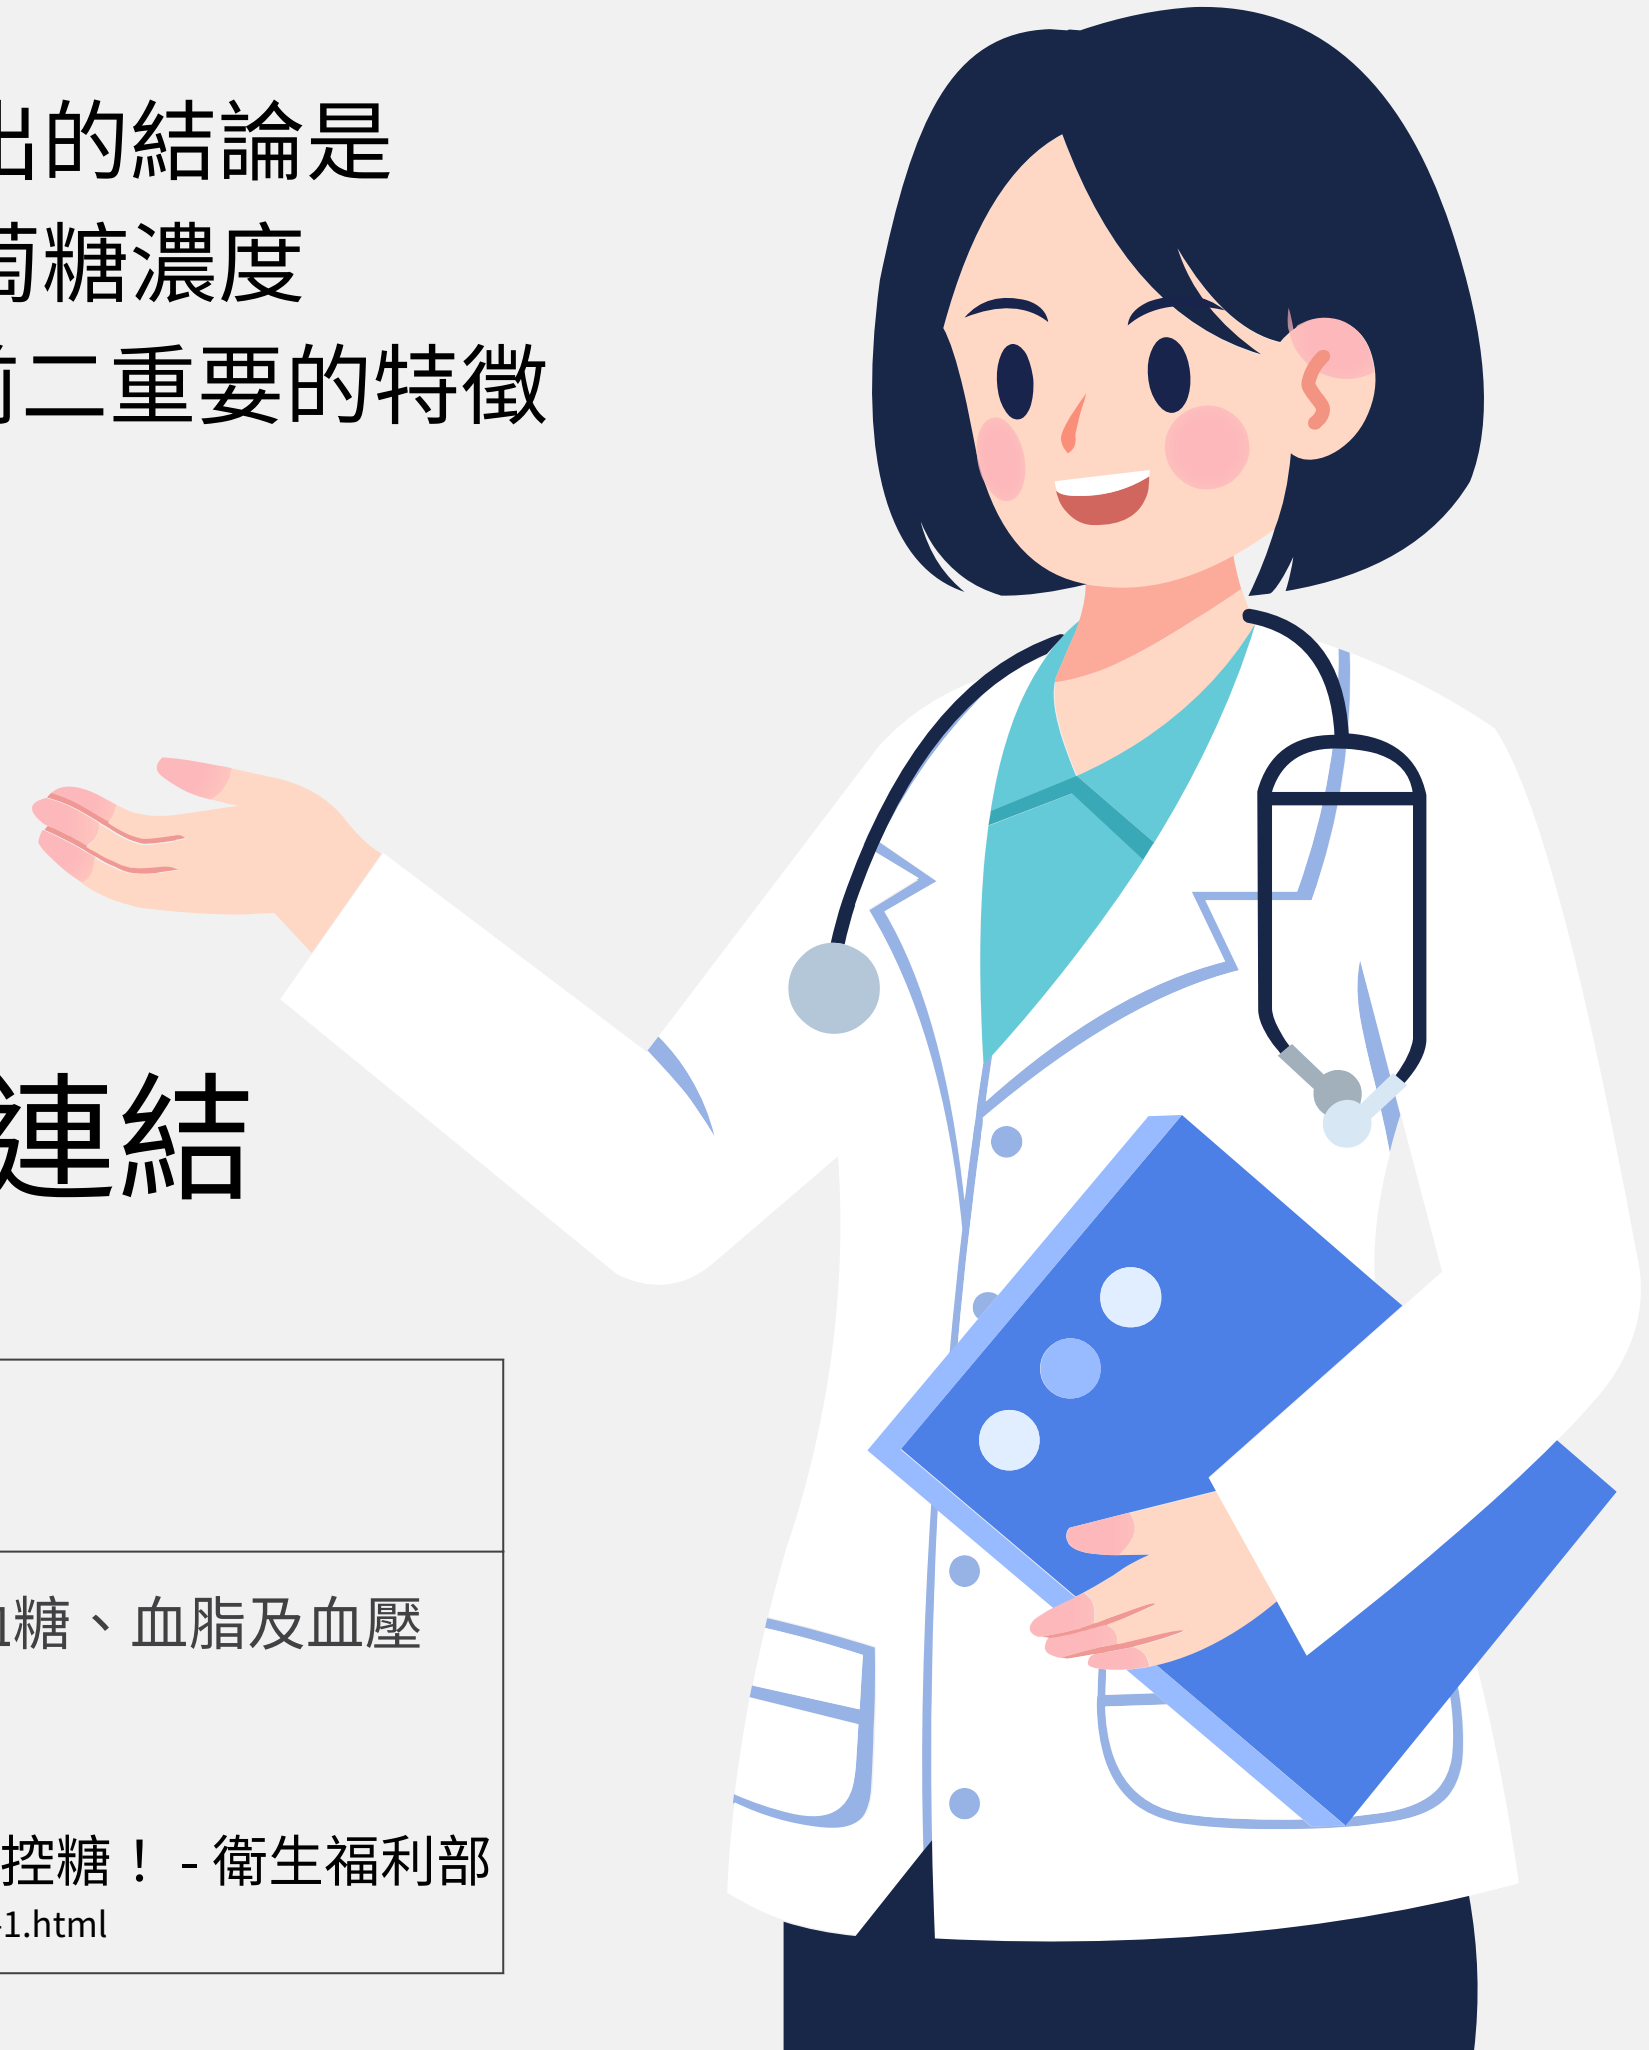 出的結論是
萄糖濃度
前二重要的特徵
連結
血糖、血脂及血壓
控糖！ - 衛生福利部
-1.html